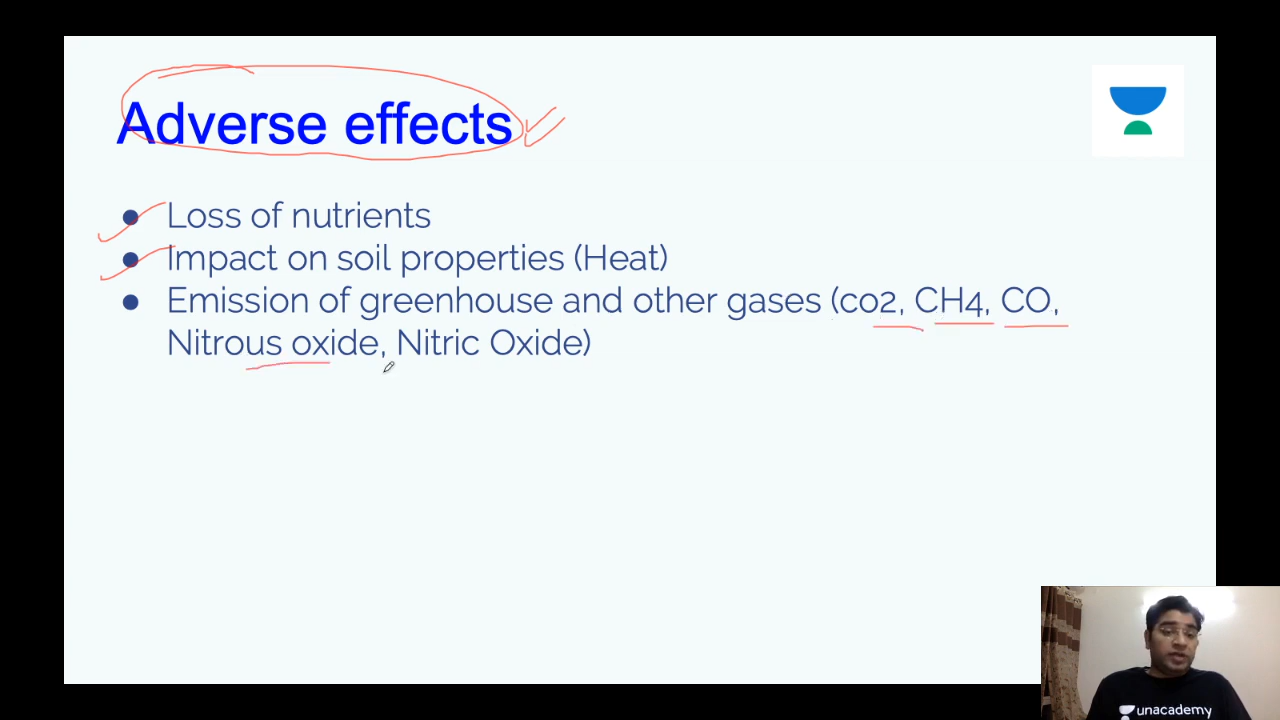 Adverse effects
● Loss of nutrients
● Impact on soil properties (Heat)
● Emission of greenhouse and other gases (co2, CH4, CO,
Nitrous oxide, Nitric Oxide)
unacademy